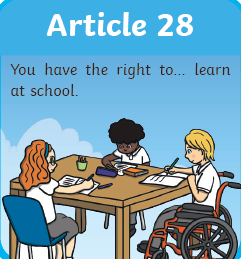 Article 28
You have the right to... learn
at school.